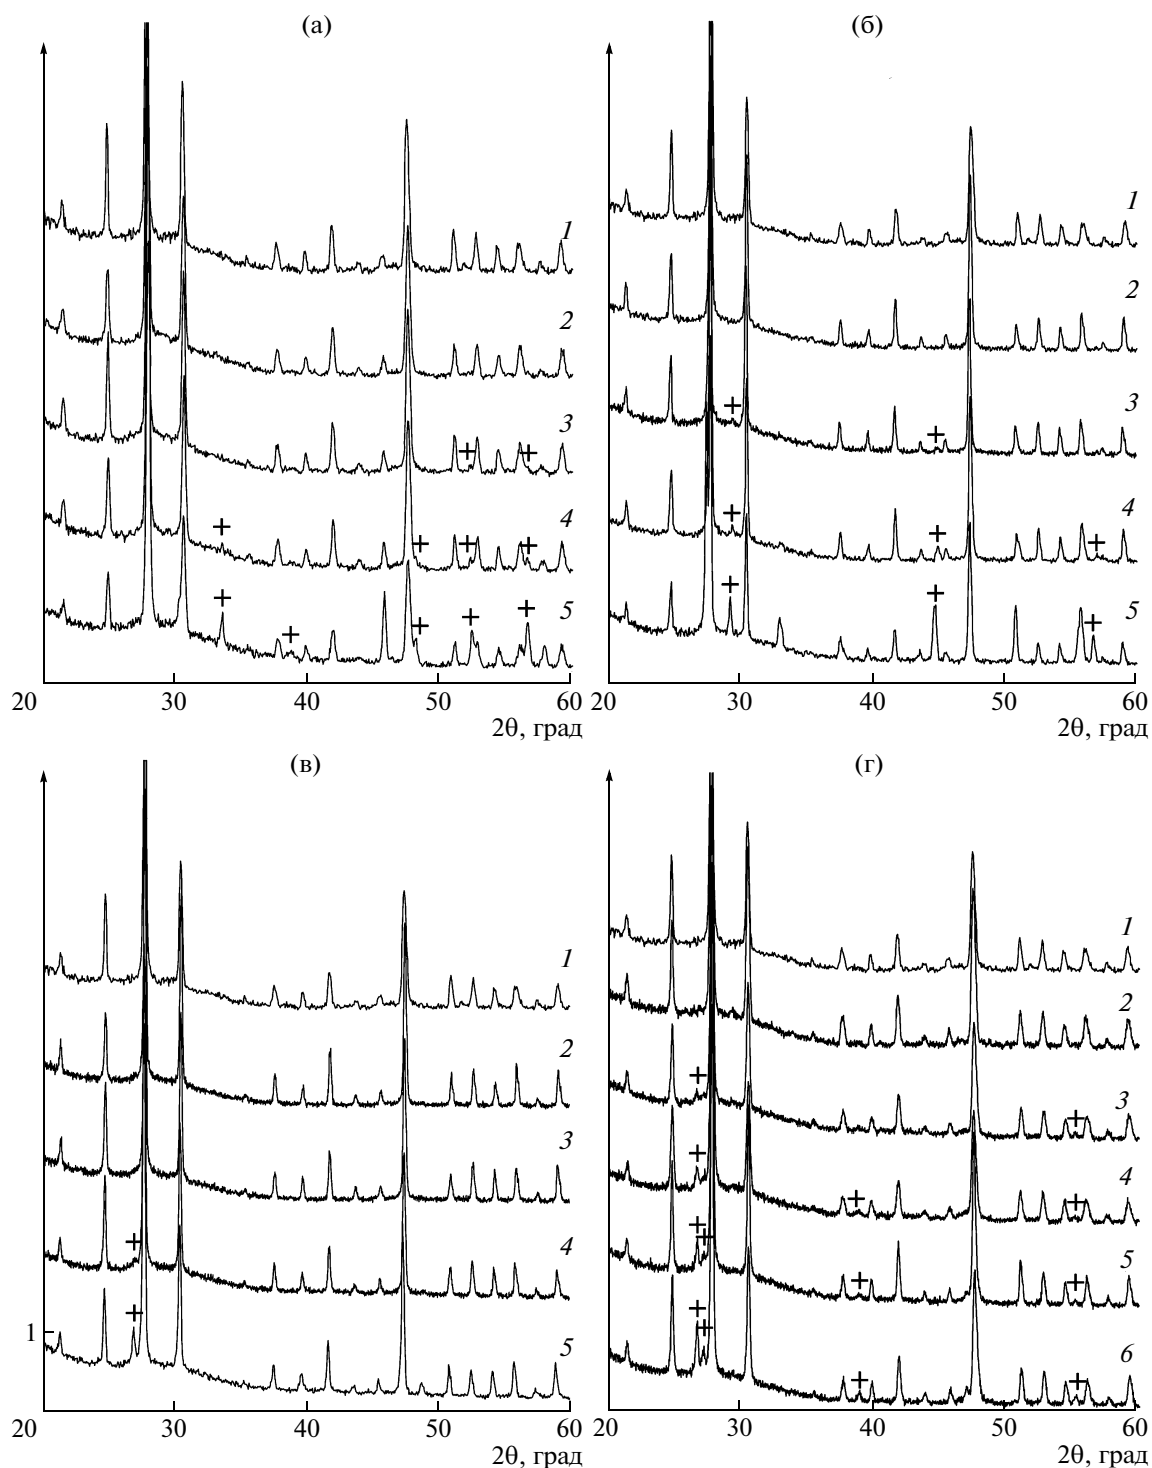 (а)
1
2
3
+ +
4
+ + + +
5
+ + + + +
20 30 40 50 60
2θ, град
(б)
1
2
3
+ +
4
+ + +
5
+ + +
20 30 40 50 60
2θ, град
(в)
1
2
3
4
+
5
+
1
20 30 40 50 60
2θ, град
(г)
1
2
3
+ +
4
+ + +
5
+ + + +
6
+ + + +
20 30 40 50 60
2θ, град